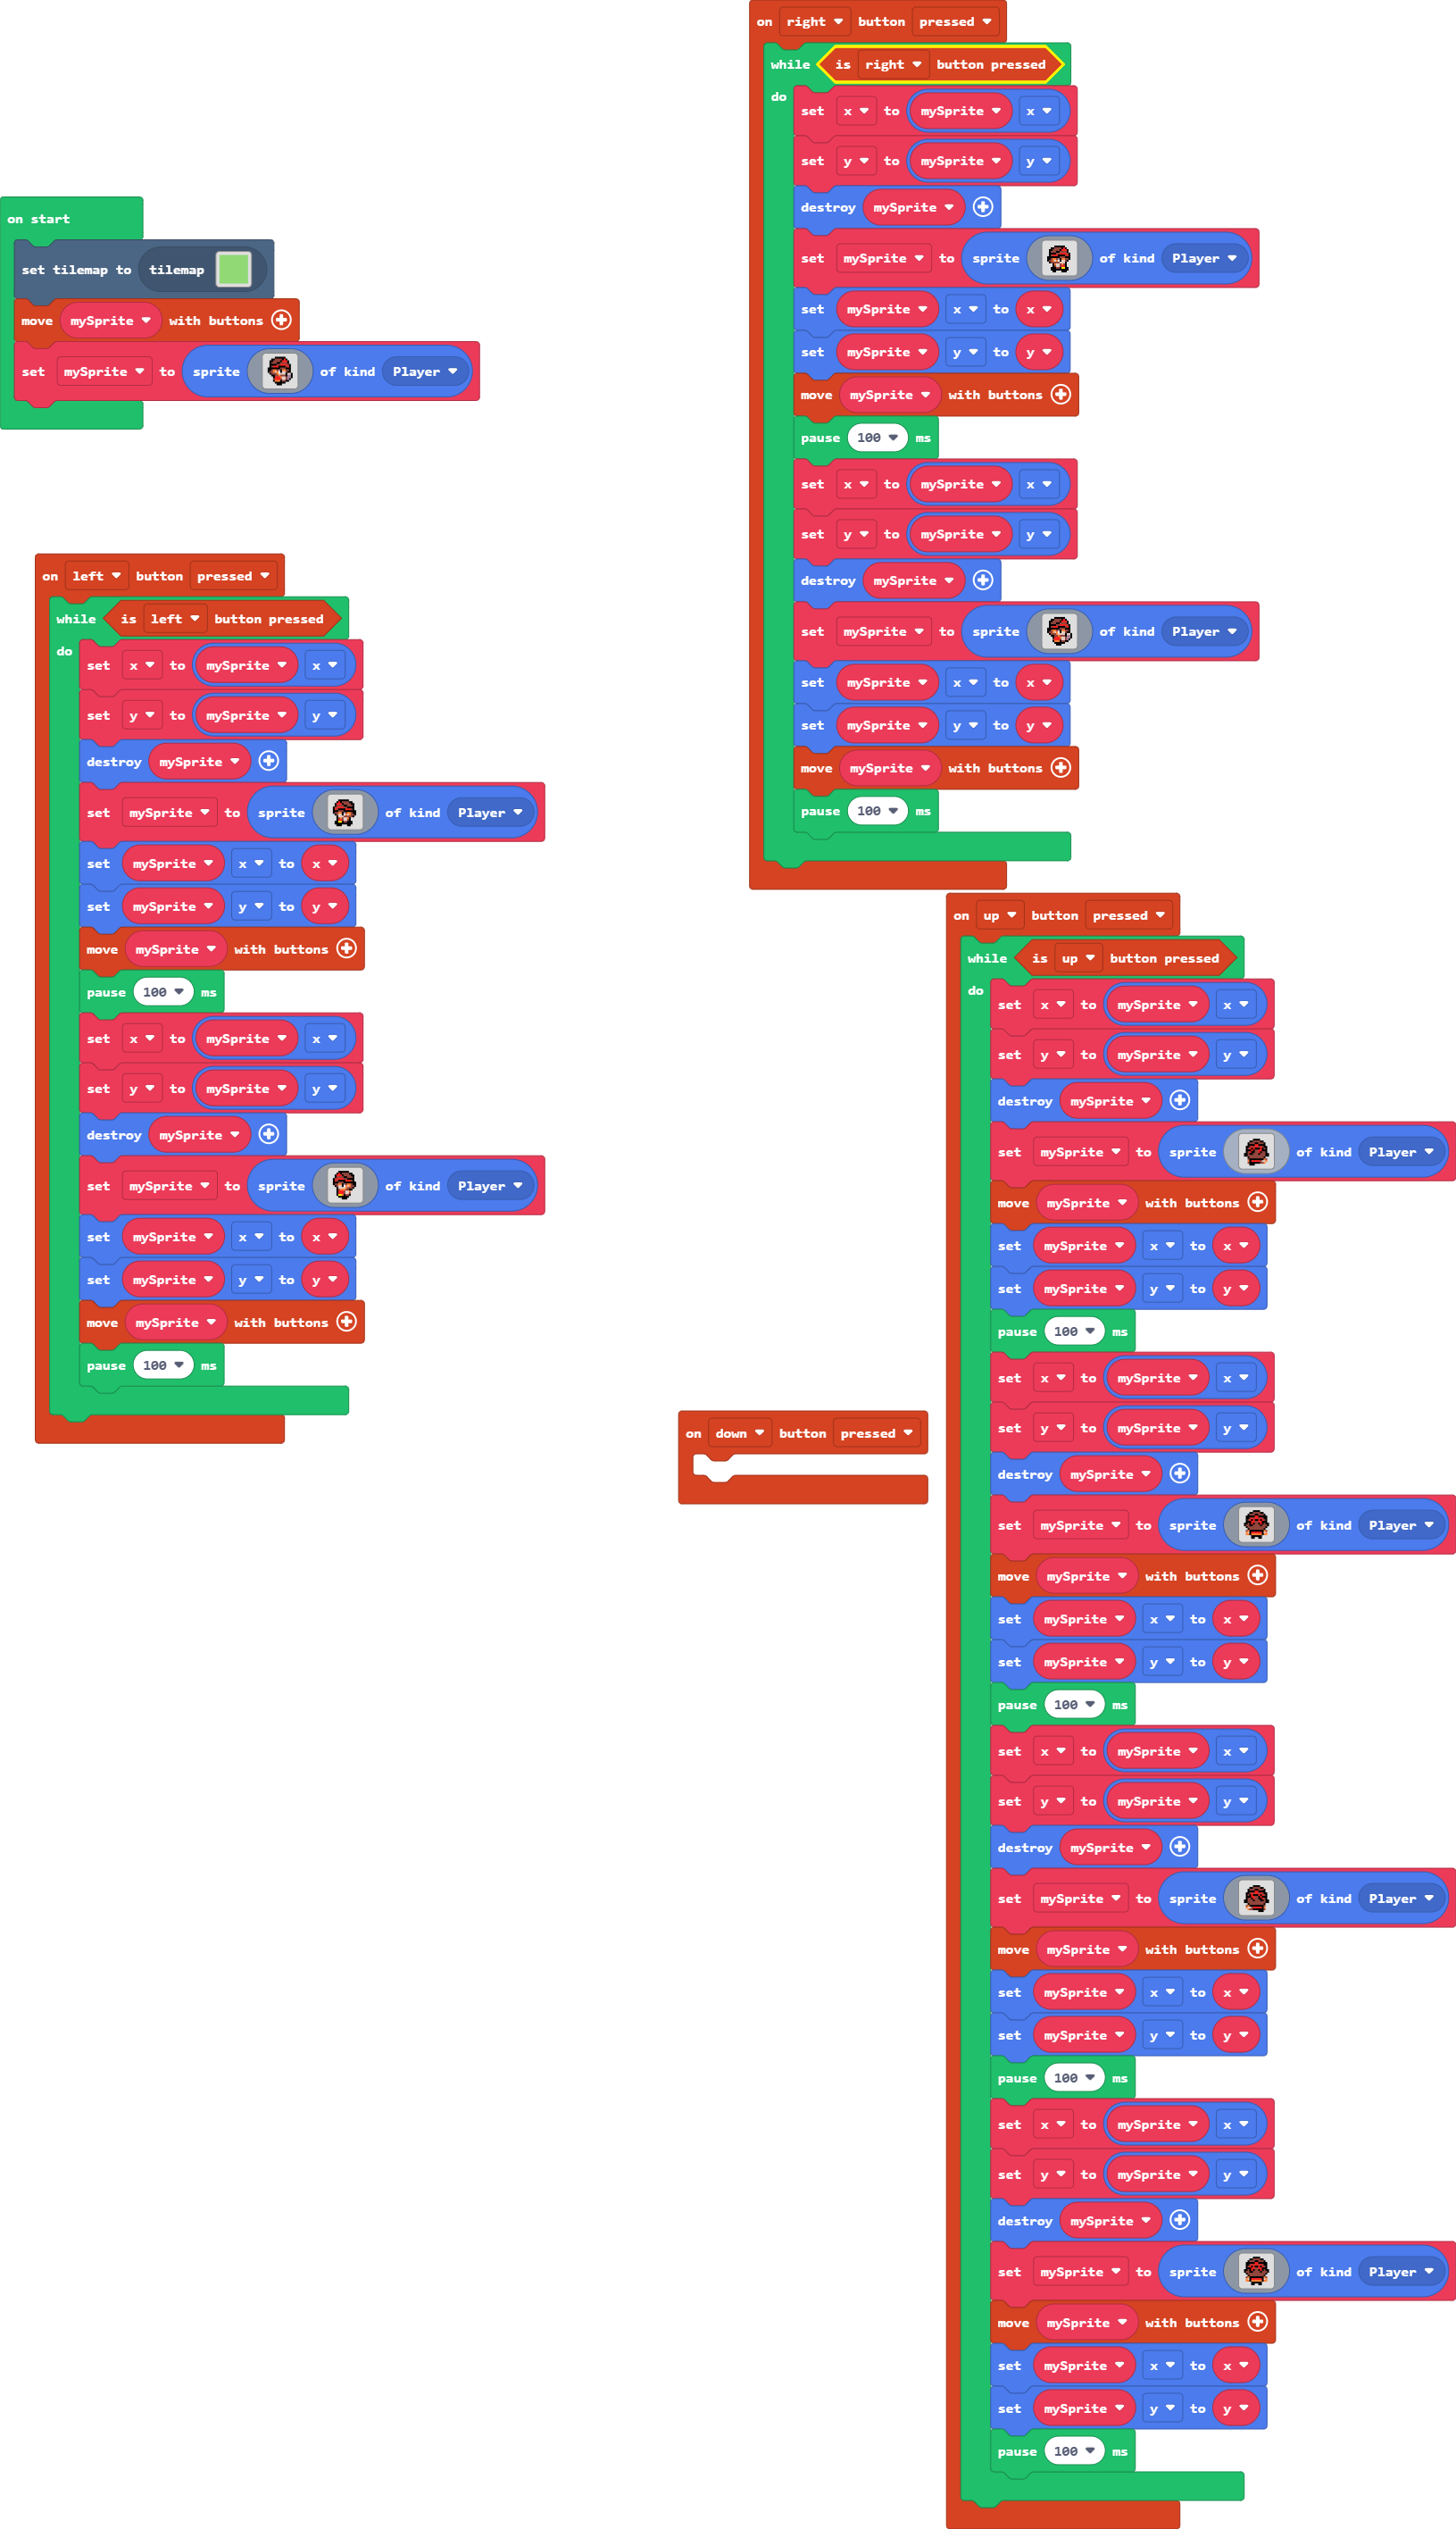 on start
set tilemap to tilemap
move mySprite with buttons
set mySprite to sprite of kind Player
on left button pressed
while is left button pressed
do
set x to mySprite x
set y to mySprite y
destroy mySprite
set mySprite to sprite of kind Player
set mySprite x to x
set mySprite y to y
move mySprite with buttons
pause 100 ms
set x to mySprite x
set y to mySprite y
destroy mySprite
set mySprite to sprite of kind Player
set mySprite x to x
set mySprite y to y
move mySprite with buttons
pause 100 ms
on right button pressed
while is right button pressed
do
set x to mySprite x
set y to mySprite y
destroy mySprite
set mySprite to sprite of kind Player
set mySprite x to x
set mySprite y to y
move mySprite with buttons
pause 100 ms
set x to mySprite x
set y to mySprite y
destroy mySprite
set mySprite to sprite of kind Player
set mySprite x to x
set mySprite y to y
move mySprite with buttons
pause 100 ms
on down button pressed
on up button pressed
while is up button pressed
do
set x to mySprite x
set y to mySprite y
destroy mySprite
set mySprite to sprite of kind Player
move mySprite with buttons
set mySprite x to x
set mySprite y to y
pause 100 ms
set x to mySprite x
set y to mySprite y
destroy mySprite
set mySprite to sprite of kind Player
move mySprite with buttons
set mySprite x to x
set mySprite y to y
pause 100 ms
set x to mySprite x
set y to mySprite y
destroy mySprite
set mySprite to sprite of kind Player
move mySprite with buttons
set mySprite x to x
set mySprite y to y
pause 100 ms
set x to mySprite x
set y to mySprite y
destroy mySprite
set mySprite to sprite of kind Player
move mySprite with buttons
set mySprite x to x
set mySprite y to y
pause 100 ms